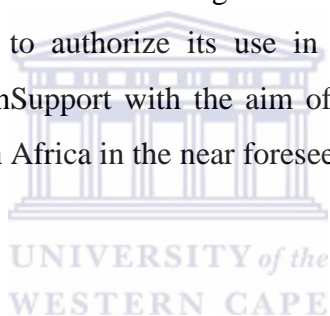 to authorize its use in
nSupport with the aim of
n Africa in the near foresee
UNIVERSITY of the
WESTERN CAPE